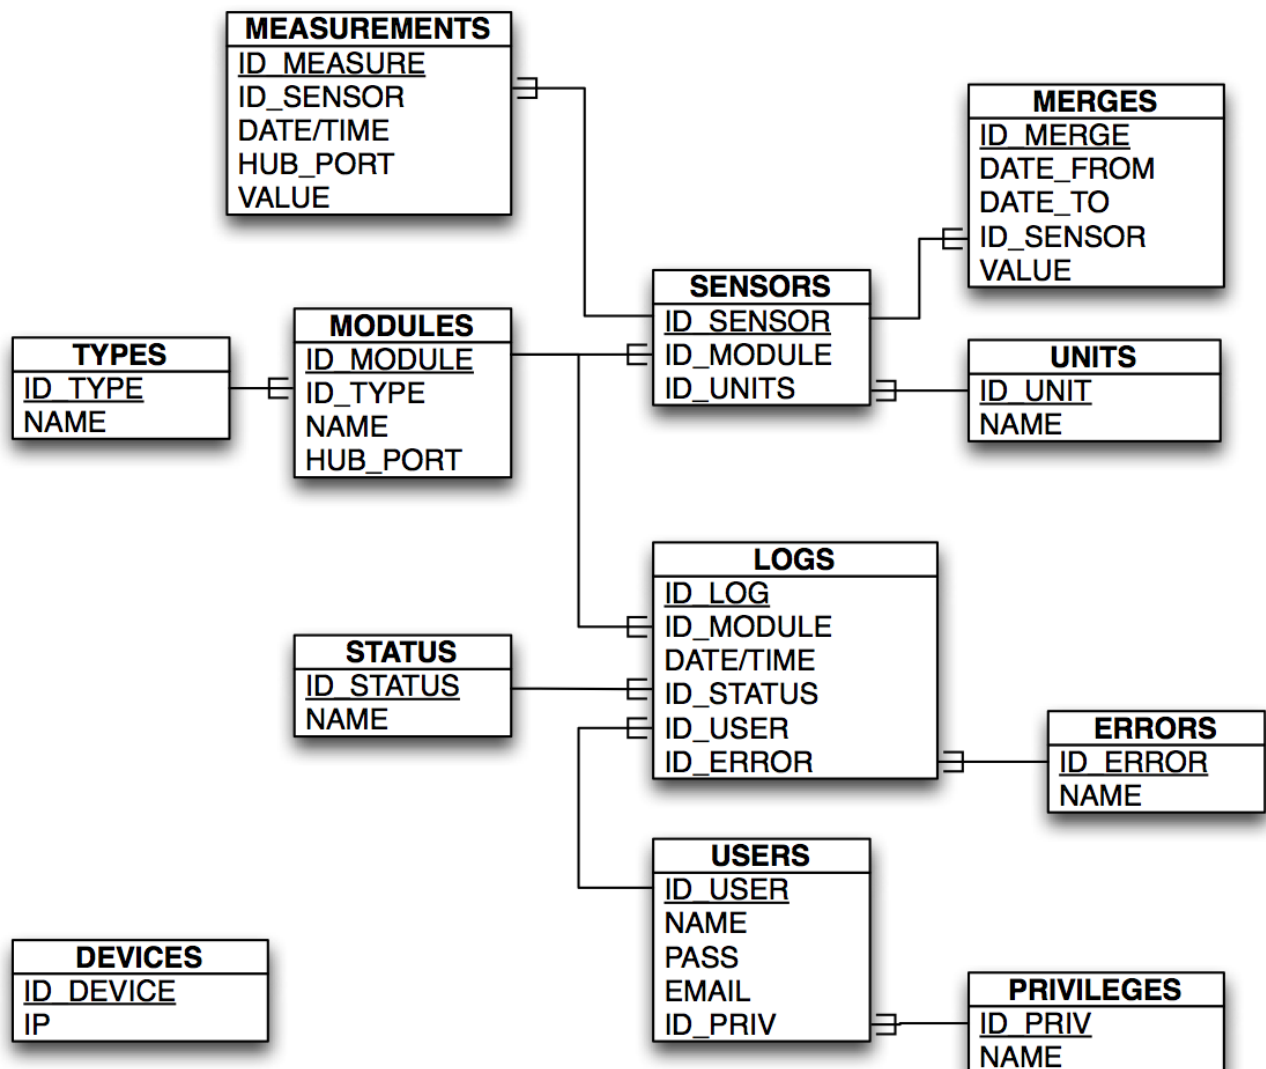 MEASUREMENTS
ID_MEASURE
ID_SENSOR
DATE/TIME
HUB_PORT
VALUE
MERGES
ID_MERGE
DATE_FROM
DATE_TO
ID_SENSOR
VALUE
SENSORS
ID_SENSOR
ID_MODULE
ID_UNITS
MODULES
ID_MODULE
ID_TYPE
NAME
HUB_PORT
TYPES
ID_TYPE
NAME
UNITS
ID_UNIT
NAME
LOGS
ID_LOG
ID_MODULE
DATE/TIME
ID_STATUS
ID_USER
ID_ERROR
STATUS
ID_STATUS
NAME
ERRORS
ID_ERROR
NAME
USERS
ID_USER
NAME
PASS
EMAIL
ID_PRIV
DEVICES
ID_DEVICE
IP
PRIVILEGES
ID_PRIV
NAME